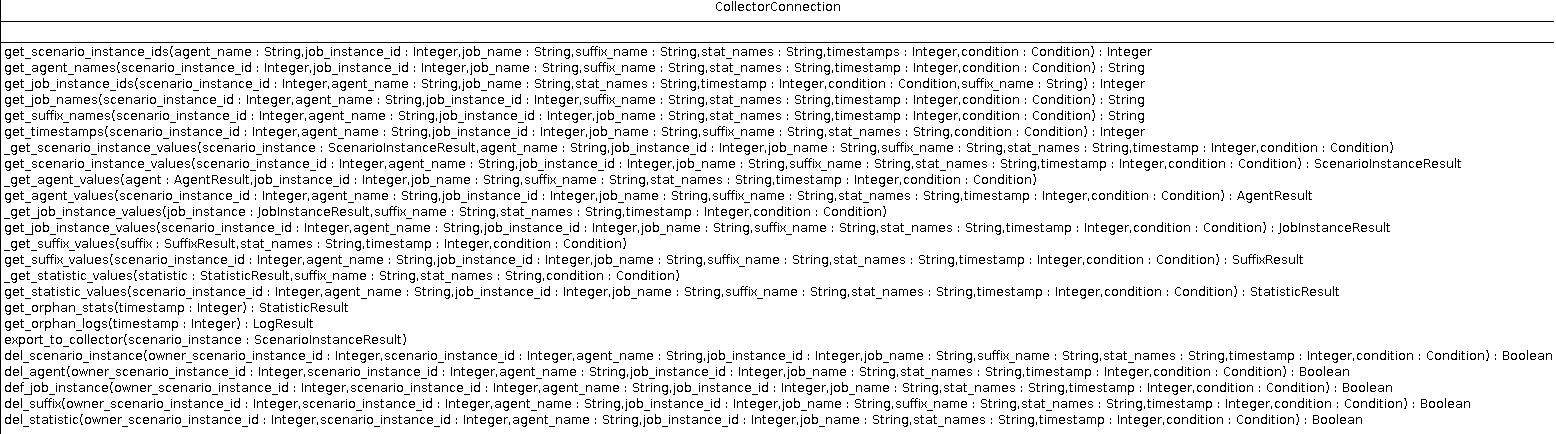 CollectorConnection
get_scenario_instance_ids(agent_name : String,job_instance_id : Integer,job_name : String,suffix_name : String,stat_names : String,timestamps : Integer,condition : Condition) : Integer
get_agent_names(scenario_instance_id : Integer,job_instance_id : Integer,job_name : String,suffix_name : String,stat_names : String,timestamp : Integer,condition : Condition) : String
get_job_instance_ids(scenario_instance_id : Integer,agent_name : String,job_name : String,stat_names : String,timestamp : Integer,condition : Condition,suffix_name : String) : Integer
get_job_names(scenario_instance_id : Integer,agent_name : String,job_instance_id : Integer,suffix_name : String,stat_names : String,timestamp : Integer,condition : Condition) : String
get_suffix_names(scenario_instance_id : Integer,agent_name : String,job_instance_id : Integer,job_name : String,stat_names : String,timestamp : Integer,condition : Condition) : String
get_timestamps(scenario_instance_id : Integer,agent_name : String,job_instance_id : Integer,job_name : String,suffix_name : String,stat_names : String,condition : Condition) : Integer
_get_scenario_instance_values(scenario_instance : ScenarioInstanceResult,agent_name : String,job_instance_id : Integer,job_name : String,suffix_name : String,stat_names : String,timestamp : Integer,condition : Condition)
get_scenario_instance_values(scenario_instance_id : Integer,agent_name : String,job_instance_id : Integer,job_name : String,suffix_name : String,stat_names : String,timestamp : Integer,condition : Condition) : ScenarioInstanceResult
_get_agent_values(agent : AgentResult,job_instance_id : Integer,job_name : String,suffix_name : String,stat_names : String,timestamp : Integer,condition : Condition)
get_agent_values(scenario_instance_id : Integer,agent_name : String,job_instance_id : Integer,job_name : String,suffix_name : String,stat_names : String,timestamp : Integer,condition : Condition) : AgentResult
_get_job_instance_values(job_instance : JobInstanceResult,suffix_name : String,stat_names : String,timestamp : Integer,condition : Condition)
get_job_instance_values(scenario_instance_id : Integer,agent_name : String,job_instance_id : Integer,job_name : String,suffix_name : String,stat_names : String,timestamp : Integer,condition : Condition) : JobInstanceResult
_get_suffix_values(suffix : SuffixResult,stat_names : String,timestamp : Integer,condition : Condition)
get_suffix_values(scenario_instance_id : Integer,agent_name : String,job_instance_id : Integer,job_name : String,suffix_name : String,stat_names : String,timestamp : Integer,condition : Condition) : SuffixResult
_get_statistic_values(statistic : StatisticResult,suffix_name : String,stat_names : String,condition : Condition)
get_statistic_values(scenario_instance_id : Integer,agent_name : String,job_instance_id : Integer,job_name : String,suffix_name : String,stat_names : String,timestamp : Integer,condition : Condition) : StatisticResult
get_orphan_stats(timestamp : Integer) : StatisticResult
get_orphan_logs(timestamp : Integer) : LogResult
export_to_collector(scenario_instance : ScenarioInstanceResult)
del_scenario_instance(owner_scenario_instance_id : Integer,scenario_instance_id : Integer,agent_name : String,job_instance_id : Integer,job_name : String,suffix_name : String,stat_names : String,timestamp : Integer,condition : Condition) : Boolean
del_agent(owner_scenario_instance_id : Integer,scenario_instance_id : Integer,agent_name : String,job_instance_id : Integer,job_name : String,stat_names : String,timestamp : Integer,condition : Condition) : Boolean
def_job_instance(owner_scenario_instance_id : Integer,scenario_instance_id : Integer,agent_name : String,job_instance_id : Integer,job_name : String,stat_names : String,timestamp : Integer,condition : Condition) : Boolean
del_suffix(owner_scenario_instance_id : Integer,scenario_instance_id : Integer,agent_name : String,job_instance_id : Integer,job_name : String,suffix_name : String,stat_names : String,timestamp : Integer,condition : Condition) : Boolean
del_statistic(owner_scenario_instance_id : Integer,scenario_instance_id : Integer,agent_name : String,job_instance_id : Integer,job_name : String,stat_names : String,timestamp : Integer,condition : Condition) : Boolean